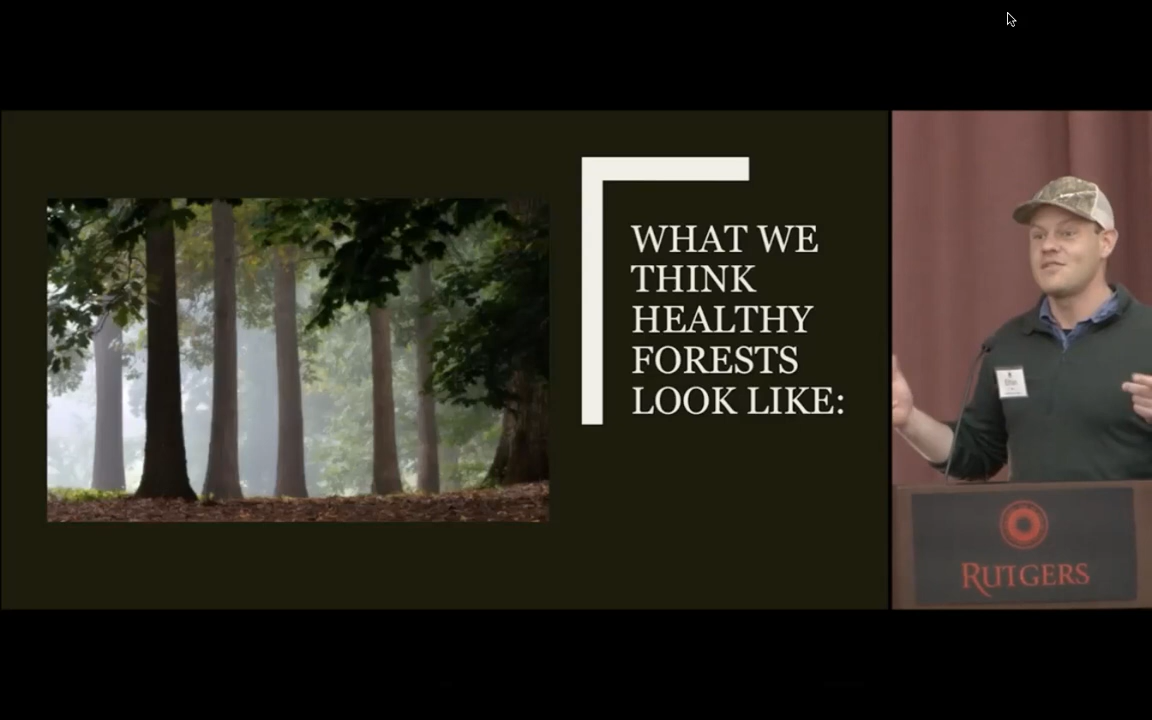 WHAT WE
THINK
HEALTHY
FORESTS
LOOK LIKE:
RUTGERS